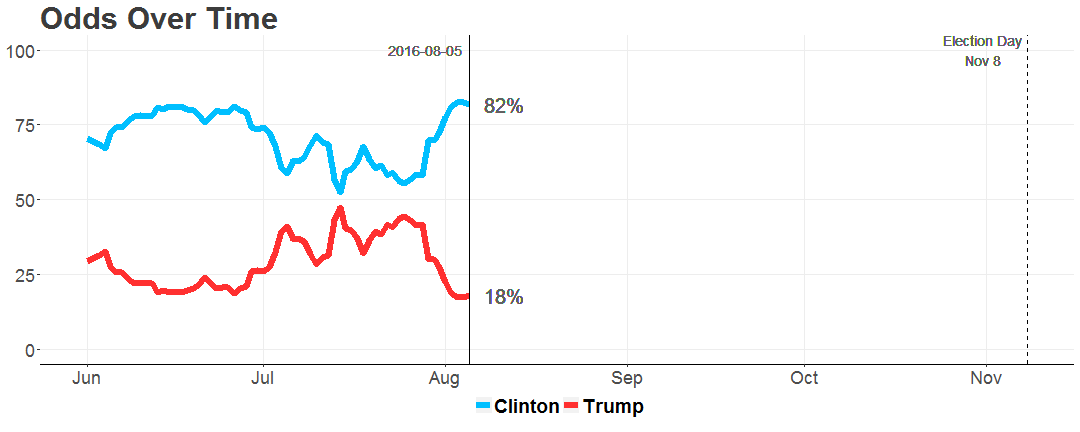 Odds Over Time
100
75
50
25
0
2016-08-05
Election Day
Nov 8
82%
18%
Jun Jul Aug Sep Oct Nov
Clinton Trump